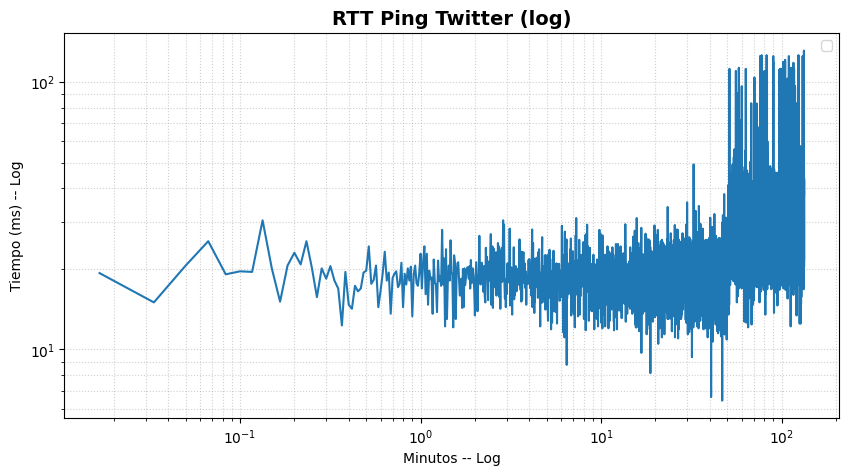 RTT Ping Twitter (log)
Tiempo (ms) -- Log
10²
10¹
10⁻¹
10⁰
10¹
10²
Minutos -- Log